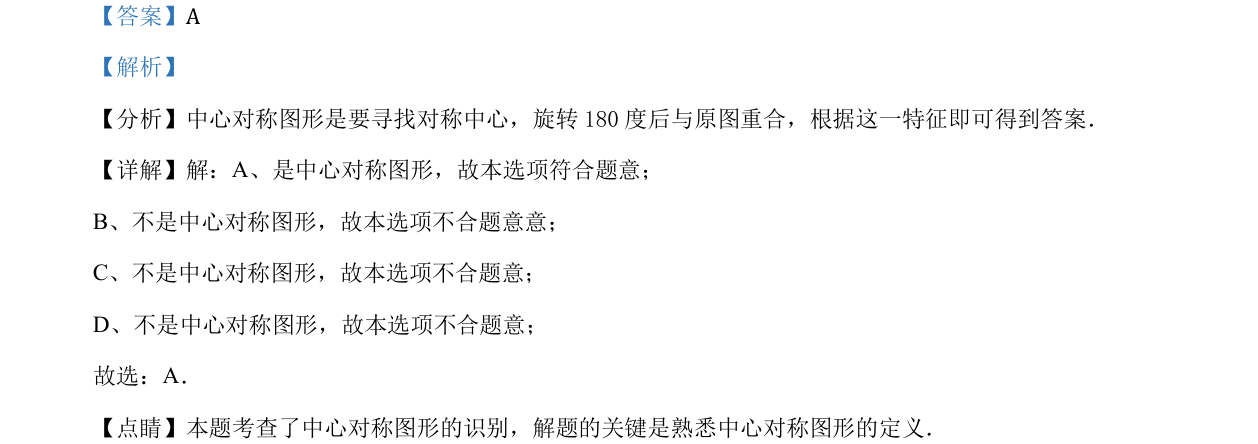 【答案】A
【解析】
【分析】中心对称图形是要寻找对称中心，旋转 180 度后与原图重合，根据这一特征即可得到答案．
【详解】解：A、是中心对称图形，故本选项符合题意；
B、不是中心对称图形，故本选项不合题意意；
C、不是中心对称图形，故本选项不合题意；
D、不是中心对称图形，故本选项不合题意；
故选：A．
【点睛】本题考查了中心对称图形的识别，解题的关键是熟悉中心对称图形的定义．